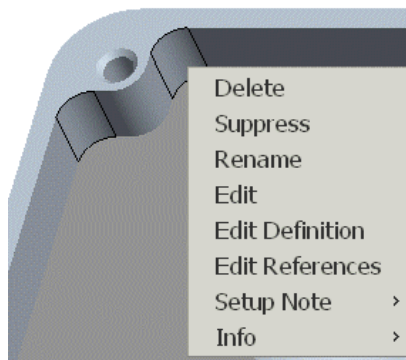 Delete
Suppress
Rename
Edit
Edit Definition
Edit References
Setup Note >
Info >